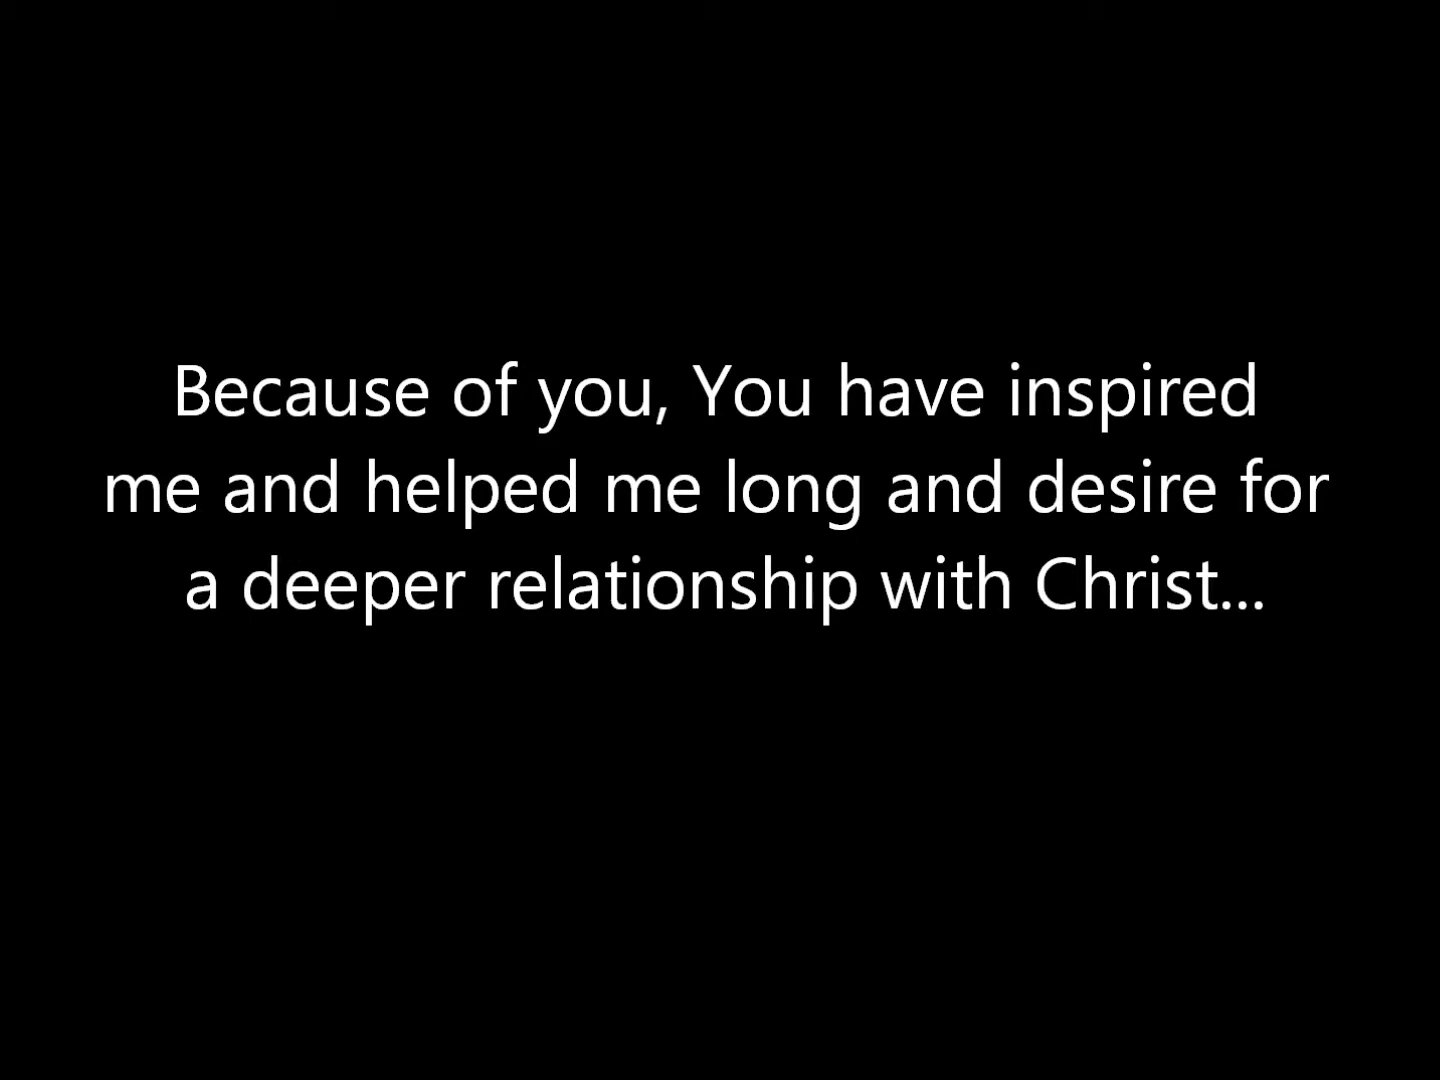 Because of you, You have inspired
me and helped me long and desire for
a deeper relationship with Christ...